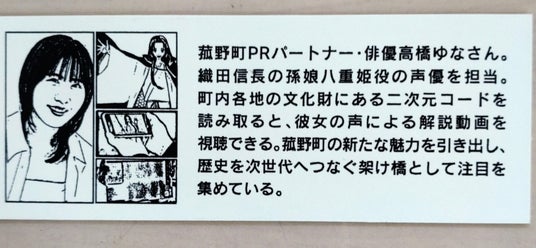 菰野町PRパートナー・俳優高橋ゆなさん。
織田信長の孫娘八重姫役の声優を担当。
町内各地の文化財にある二次元コードを
読み取ると、彼女の声による解説動画を
視聴できる。菰野町の新たな魅力を引き出し、
歴史を次世代へつなぐ架け橋として注目を
集めている。